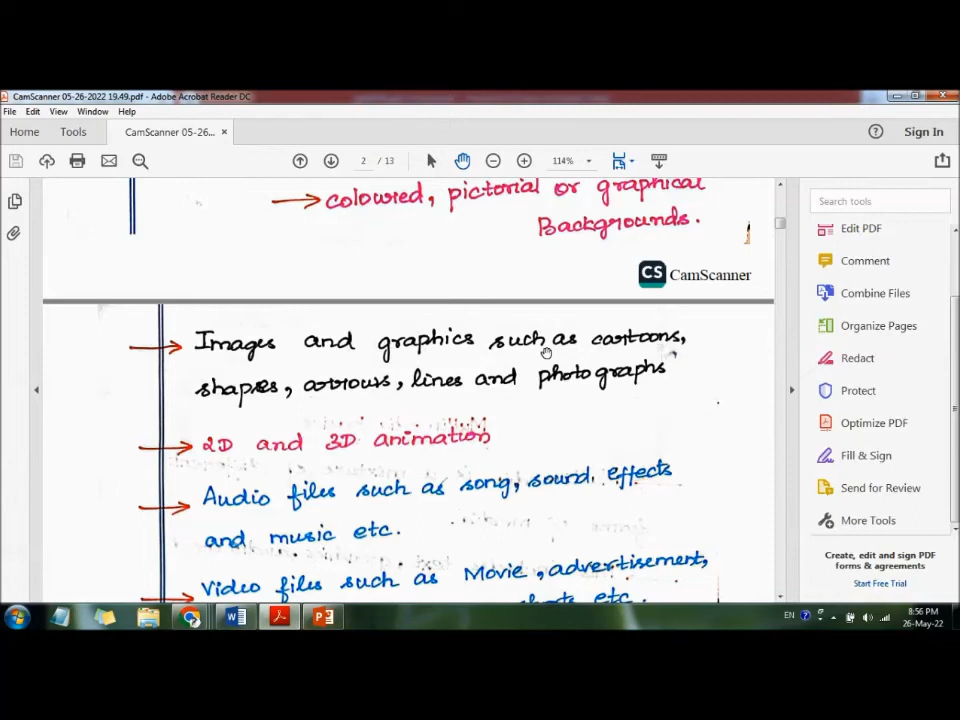 CamScanner 05-26-2022 19.49.pdf - Adobe Acrobat Reader DC
File Edit View Window Help
Home Tools CamScanner 05-26... × Sign In
2 / 13 114%
coloured, pictorial or graphical
Backgrounds.
CS CamScanner
Images and graphics such as cartoons,
shapes, arrows, lines and photographs
2D and 3D animation
Audio files such as song, sound effects
and music etc.
Video files such as Movie, advertisement,
etc.
Search tools
Edit PDF
Comment
Combine Files
Organize Pages
Redact
Protect
Optimize PDF
Fill & Sign
Send for Review
More Tools
Create, edit and sign PDF
forms & agreements
Start Free Trial
EN 8:56 PM
26-May-22